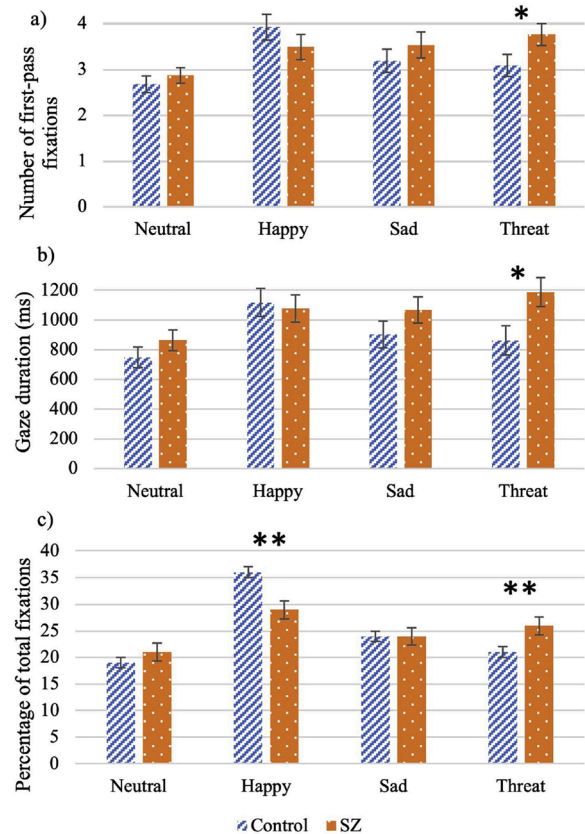 a)
Number of first-pass
fixations
4
3
2
1
0
*
Neutral Happy Sad Threat
b)
Gaze duration (ms)
1200
1000
800
600
400
200
0
*
Neutral Happy Sad Threat
c)
Percentage of total fixations
40
35
30
25
20
15
10
5
0
** **
Neutral Happy Sad Threat
Control SZ